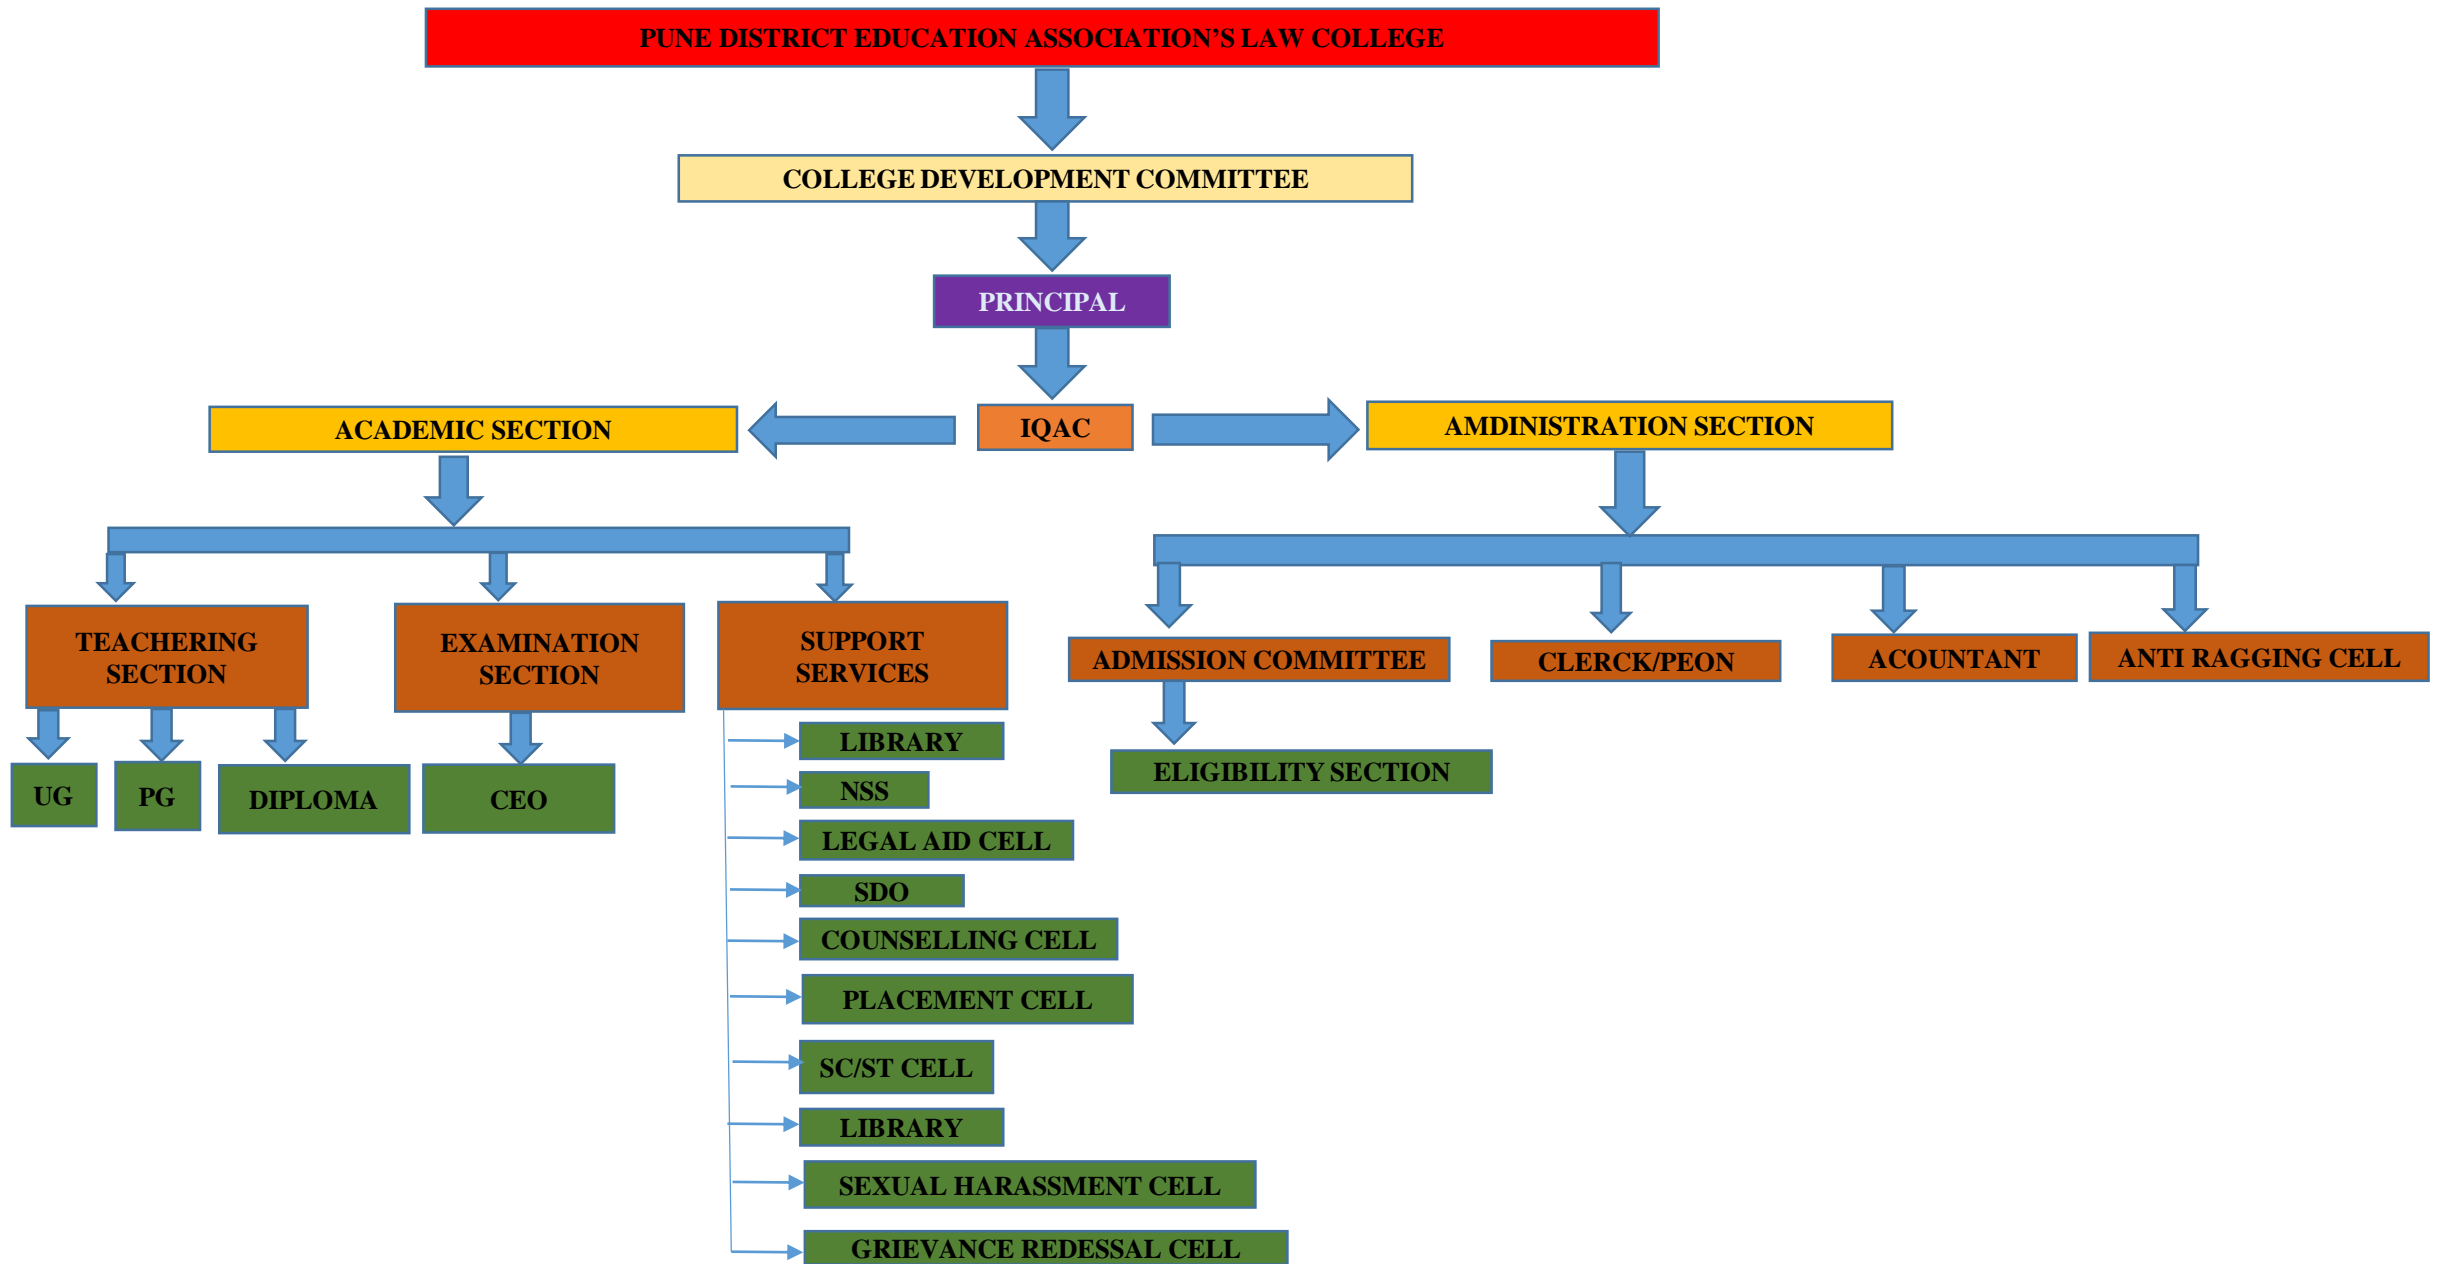 PUNE DISTRICT EDUCATION ASSOCIATION’S LAW COLLEGE
COLLEGE DEVELOPMENT COMMITTEE
PRINCIPAL
ACADEMIC SECTION
IQAC
AMDINISTRATION SECTION
TEACHERING
SECTION
EXAMINATION
SECTION
SUPPORT
SERVICES
ADMISSION COMMITTEE
CLERCK/PEON
ACOUNTANT
ANTI RAGGING CELL
UG
PG
DIPLOMA
CEO
LIBRARY
NSS
LEGAL AID CELL
SDO
COUNSELLING CELL
PLACEMENT CELL
SC/ST CELL
LIBRARY
SEXUAL HARASSMENT CELL
GRIEVANCE REDESSAL CELL
ELIGIBILITY SECTION